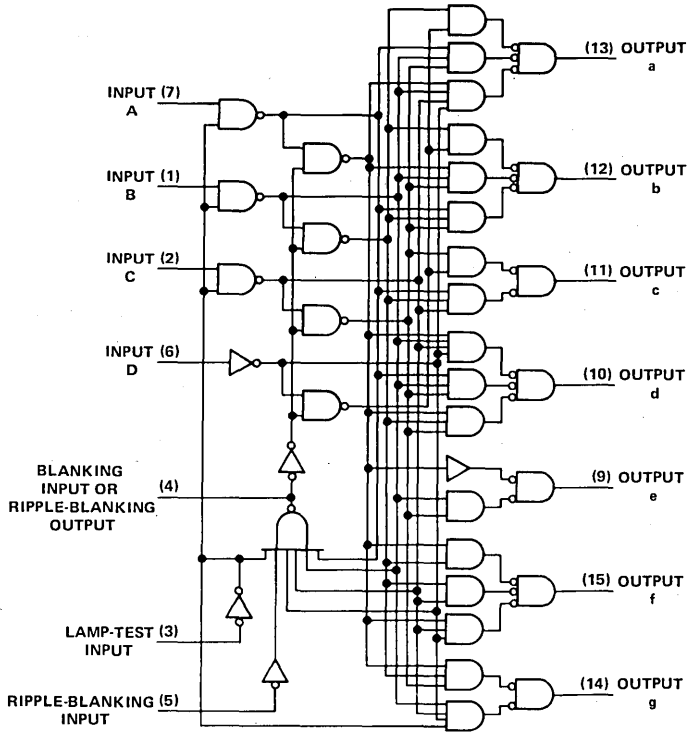 INPUT (7)
A
INPUT (1)
B
INPUT (2)
C
INPUT (6)
D
BLANKING
INPUT OR (4)
RIPPLE-BLANKING
OUTPUT
LAMP-TEST (3)
INPUT
RIPPLE-BLANKING (5)
INPUT
(13) OUTPUT
a
(12) OUTPUT
b
(11) OUTPUT
c
(10) OUTPUT
d
(9) OUTPUT
e
(15) OUTPUT
f
(14) OUTPUT
g